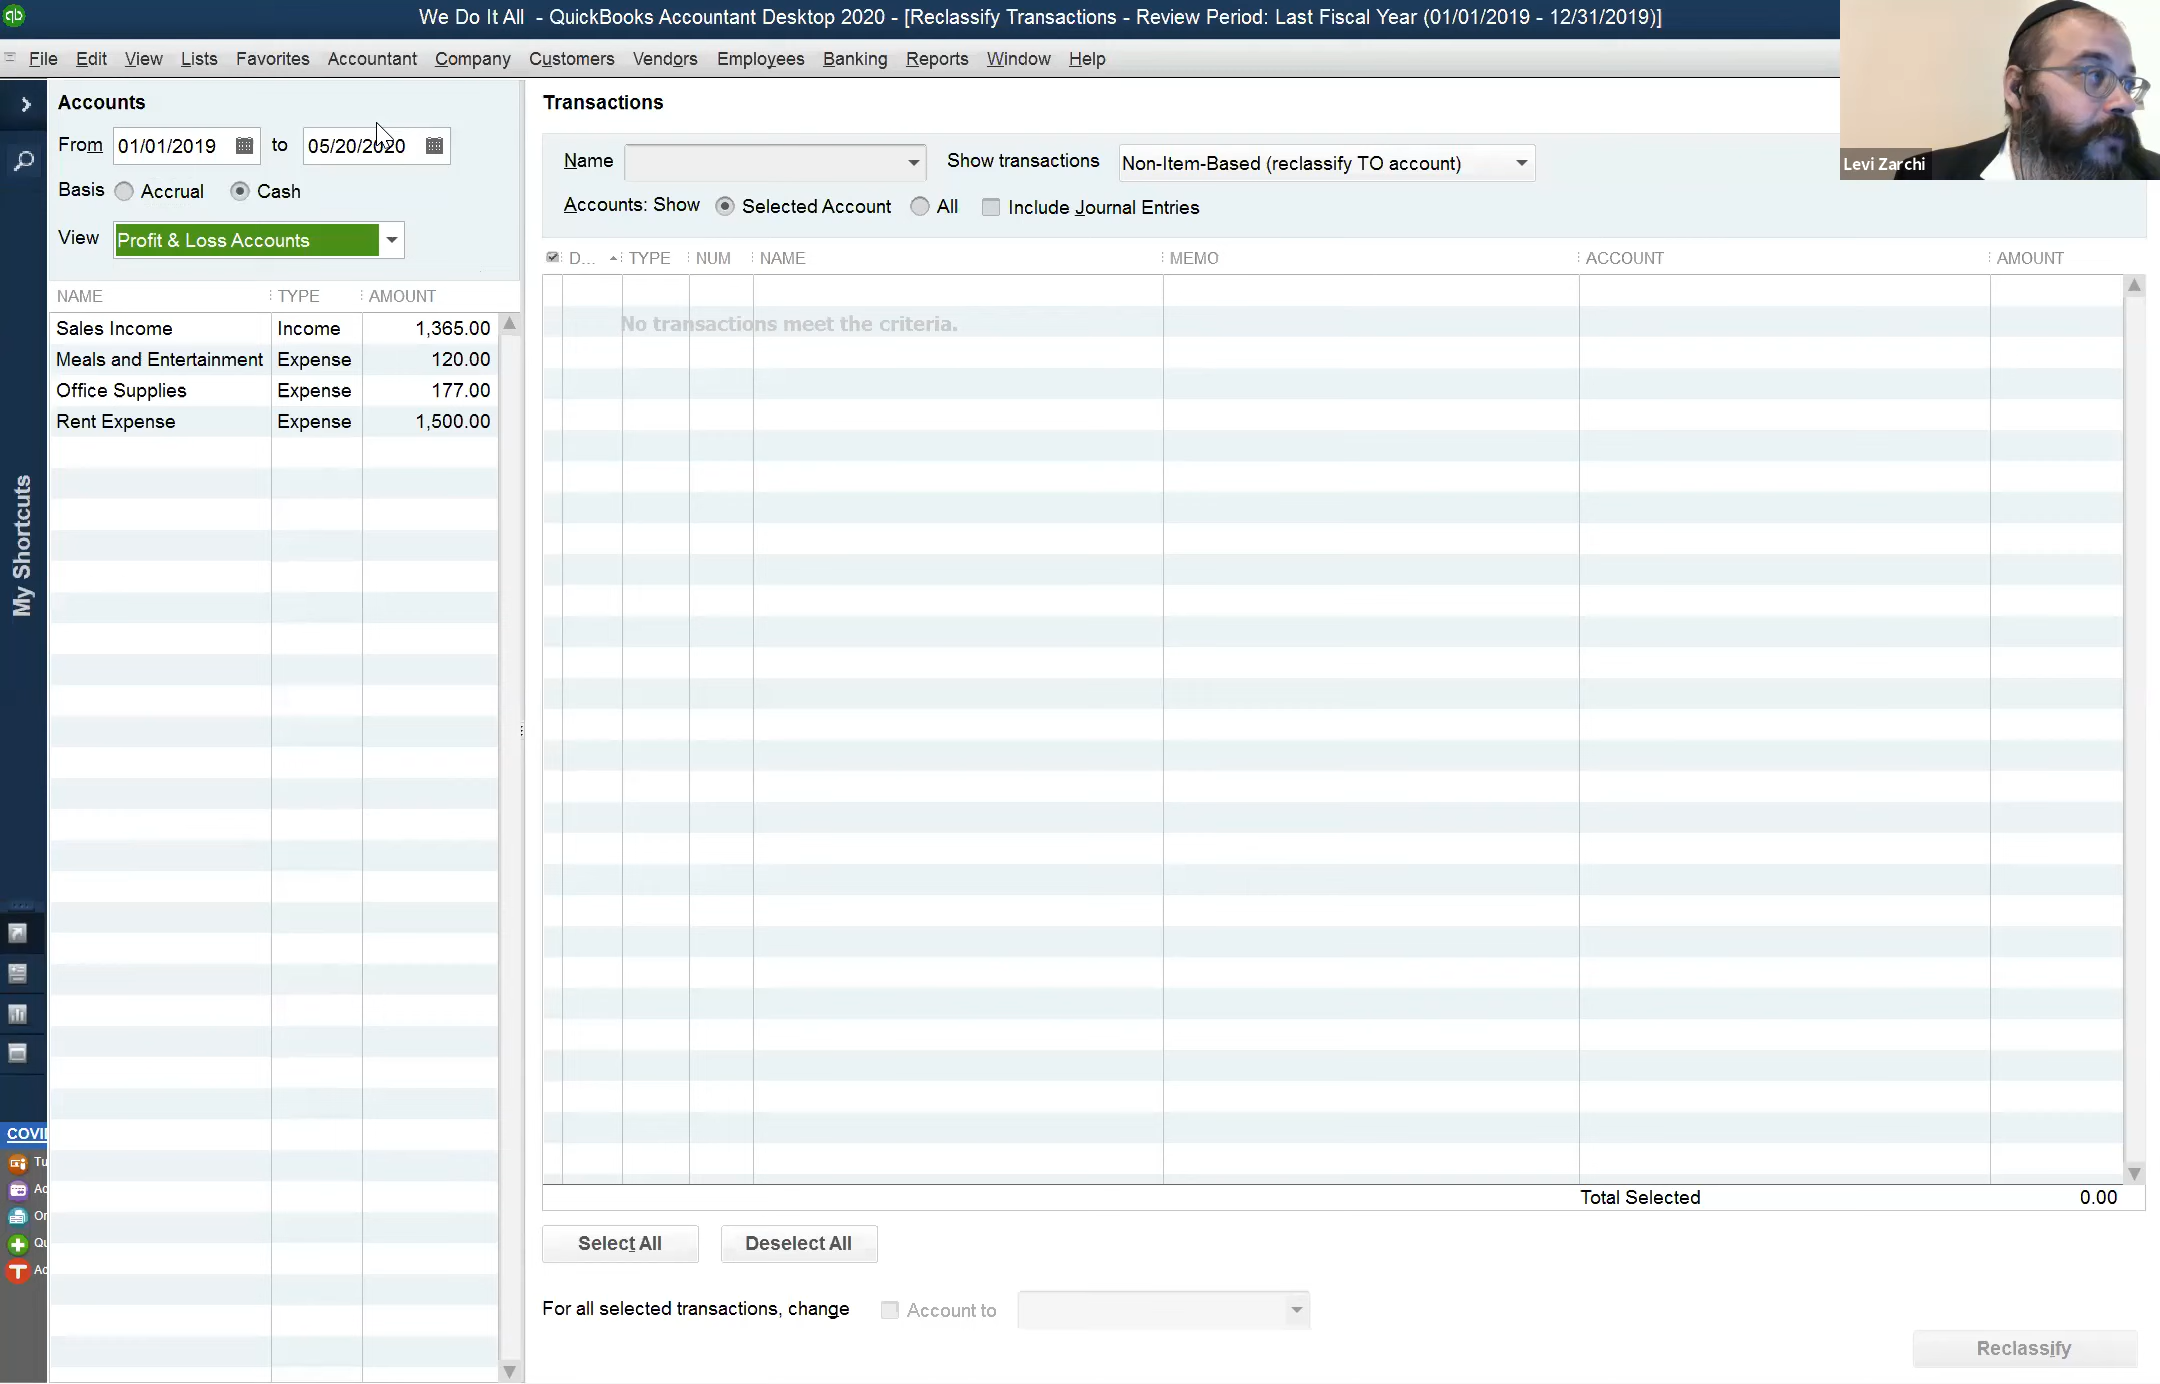 We Do It All - QuickBooks Accountant Desktop 2020 - [Reclassify Transactions - Review Period: Last Fiscal Year (01/01/2019 - 12/31/2019)]
File Edit View Lists Favorites Accountant Company Customers Vendors Employees Banking Reports Window Help
Levi Zarchi
My Shortcuts
COVI
Tu
Ac
Or
Qu
Ac
Accounts
From 01/01/2019 to 05/20/2020
Basis Accrual Cash
View Profit & Loss Accounts
NAME TYPE AMOUNT
Sales Income Income 1,365.00
Meals and Entertainment Expense 120.00
Office Supplies Expense 177.00
Rent Expense Expense 1,500.00
Transactions
Name Show transactions Non-Item-Based (reclassify TO account)
Accounts: Show Selected Account All Include Journal Entries
D... TYPE NUM NAME MEMO ACCOUNT AMOUNT
No transactions meet the criteria.
Total Selected 0.00
Select All Deselect All
For all selected transactions, change Account to
Reclassify